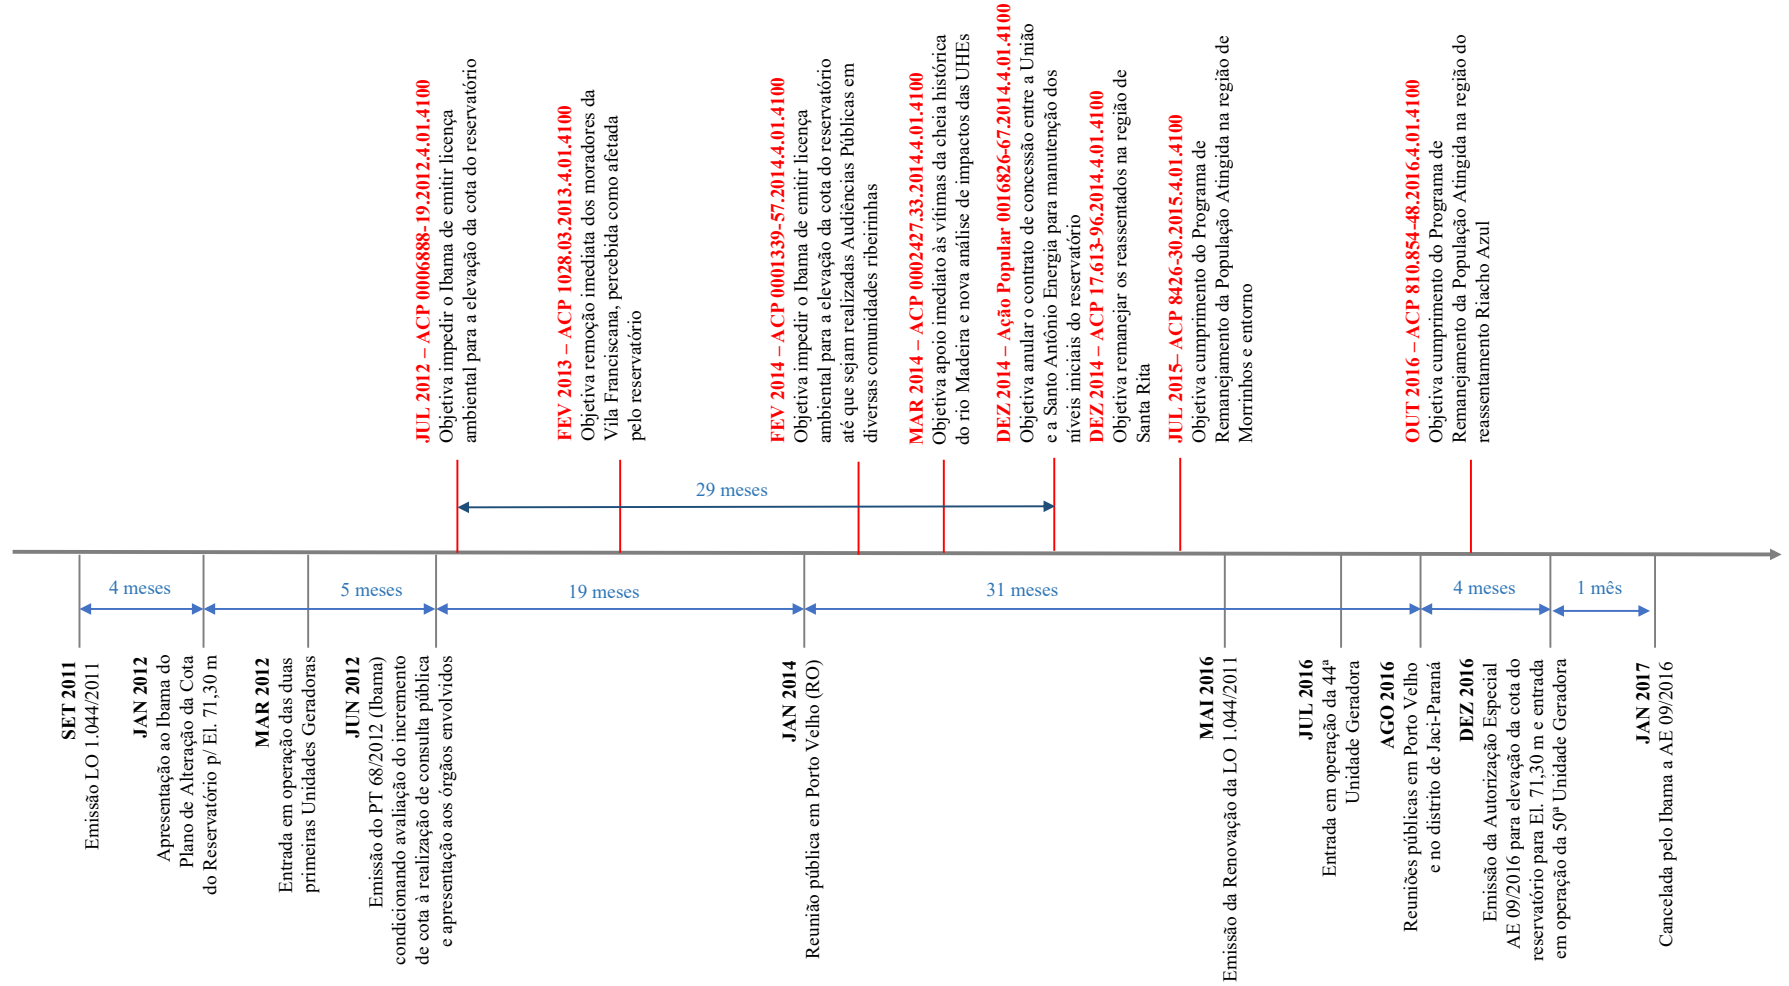 JUL 2012 – ACP 0006888-19.2012.4.01.4100
Objetiva impedir o Ibama de emitir licença
ambiental para a elevação da cota do reservatório
FEV 2013 – ACP 1028.03.2013.4.01.4100
Objetiva remoção imediata dos moradores da
Vila Franciscana, percebida como afetada
pelo reservatório
FEV 2014 – ACP 0001339-57.2014.4.01.4100
Objetiva impedir o Ibama de emitir licença
ambiental para a elevação da cota do reservatório
até que sejam realizadas Audiências Públicas em
diversas comunidades ribeirinhas
MAR 2014 – ACP 0002427.33.2014.4.01.4100
Objetiva apoio imediato às vítimas da cheia histórica
do rio Madeira e nova análise de impactos das UHEs
DEZ 2014 – Ação Popular 0016826-67.2014.4.01.4100
Objetiva anular o contrato de concessão entre a União
e a Santo Antônio Energia para manutenção dos
níveis iniciais do reservatório
DEZ 2014 – ACP 17.613-96.2014.4.01.4100
Objetiva remanejar os reassentados na região de
Santa Rita
JUL 2015– ACP 8426-30.2015.4.01.4100
Objetiva cumprimento do Programa de
Remanejamento da População Atingida na região de
Morrinhos e entorno
OUT 2016 – ACP 810.854-48.2016.4.01.4100
Objetiva cumprimento do Programa de
Remanejamento da População Atingida na região do
reassentamento Riacho Azul
29 meses
4 meses
5 meses
19 meses
31 meses
4 meses
1 mês
SET 2011
Emissão LO 1.044/2011
JAN 2012
Apresentação ao Ibama do
Plano de Alteração da Cota
do Reservatório p/ El. 71,30 m
MAR 2012
Entrada em operação das duas
primeiras Unidades Geradoras
JUN 2012
Emissão do PT 68/2012 (Ibama)
condicionando avaliação do incremento
de cota à realização de consulta pública
e apresentação aos órgãos envolvidos
JAN 2014
Reunião pública em Porto Velho (RO)
MAI 2016
Emissão da Renovação da LO 1.044/2011
JUL 2016
Entrada em operação da 44ª
Unidade Geradora
AGO 2016
Reuniões públicas em Porto Velho
e no distrito de Jaci-Paraná
DEZ 2016
Emissão da Autorização Especial
AE 09/2016 para elevação da cota do
reservatório para El. 71,30 m e entrada
em operação da 50ª Unidade Geradora
JAN 2017
Cancelada pelo Ibama a AE 09/2016